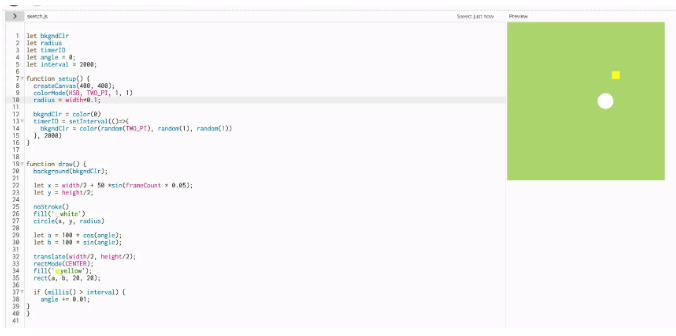 sketch.js
Saved: just now
Preview
1 let bkgndClr
2 let radius
3 let timerID
4 let angle = 0;
5 let interval = 2000;
6
7 function setup() {
8 createCanvas(400, 400);
9 colorMode(HSB, TWO_PI, 1, 1)
10 radius = width*0.1;
11
12 bkgndClr = color(0)
13 timerID = setInterval(()=>{
14 bkgndClr = color(random(TWO_PI), random(1), random(1))
15 }, 2000)
16 }
17
18
19 function draw() {
20 background(bkgndClr);
21
22 let x = width/2 + 50 *sin(frameCount * 0.05);
23 let y = height/2;
24
25 noStroke()
26 fill('white')
27 circle(x, y, radius)
28
29 let a = 100 * cos(angle);
30 let b = 100 * sin(angle);
31
32 translate(width/2, height/2);
33 rectMode(CENTER);
34 fill('yellow');
35 rect(a, b, 20, 20);
36
37 if (millis() > interval) {
38 angle += 0.01;
39 }
40 }
41